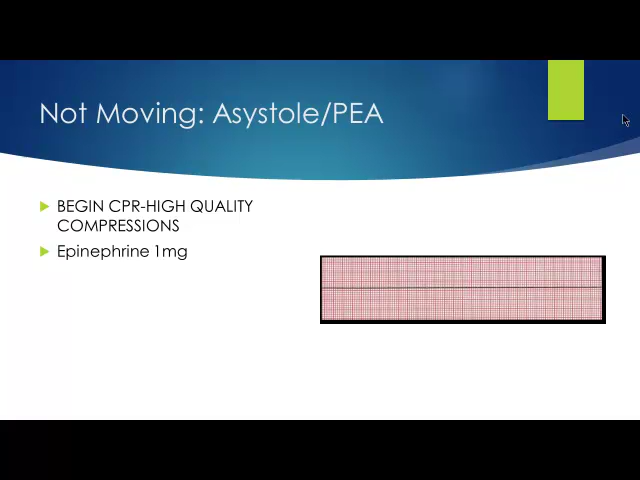 Not Moving: Asystole/PEA
BEGIN CPR-HIGH QUALITY
COMPRESSIONS
Epinephrine 1mg